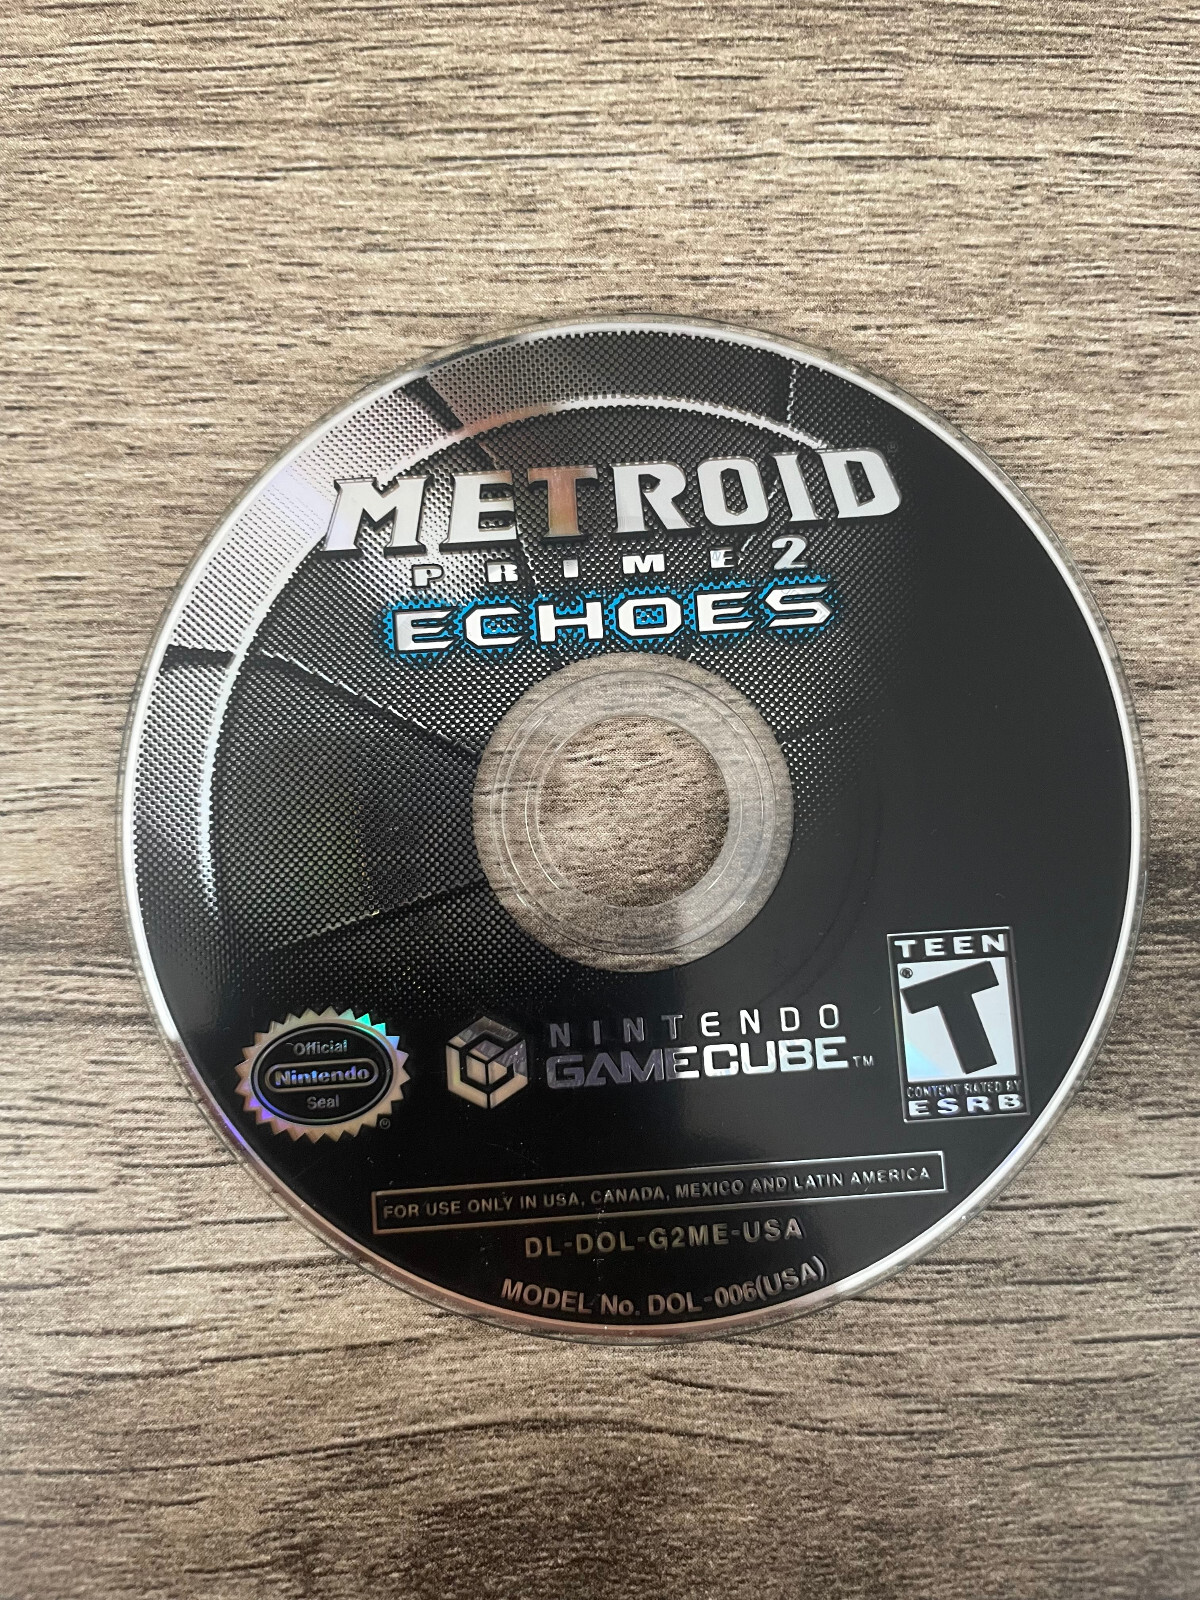 METROID®
PRIME 2
ECHOES
TEEN
T®
CONTENT RATED BY
ESRB
NINTENDO
GAMECUBE™
Official
Nintendo
Seal®
FOR USE ONLY IN USA, CANADA, MEXICO AND LATIN AMERICA
DL-DOL-G2ME-USA
MODEL No. DOL-006(USA)